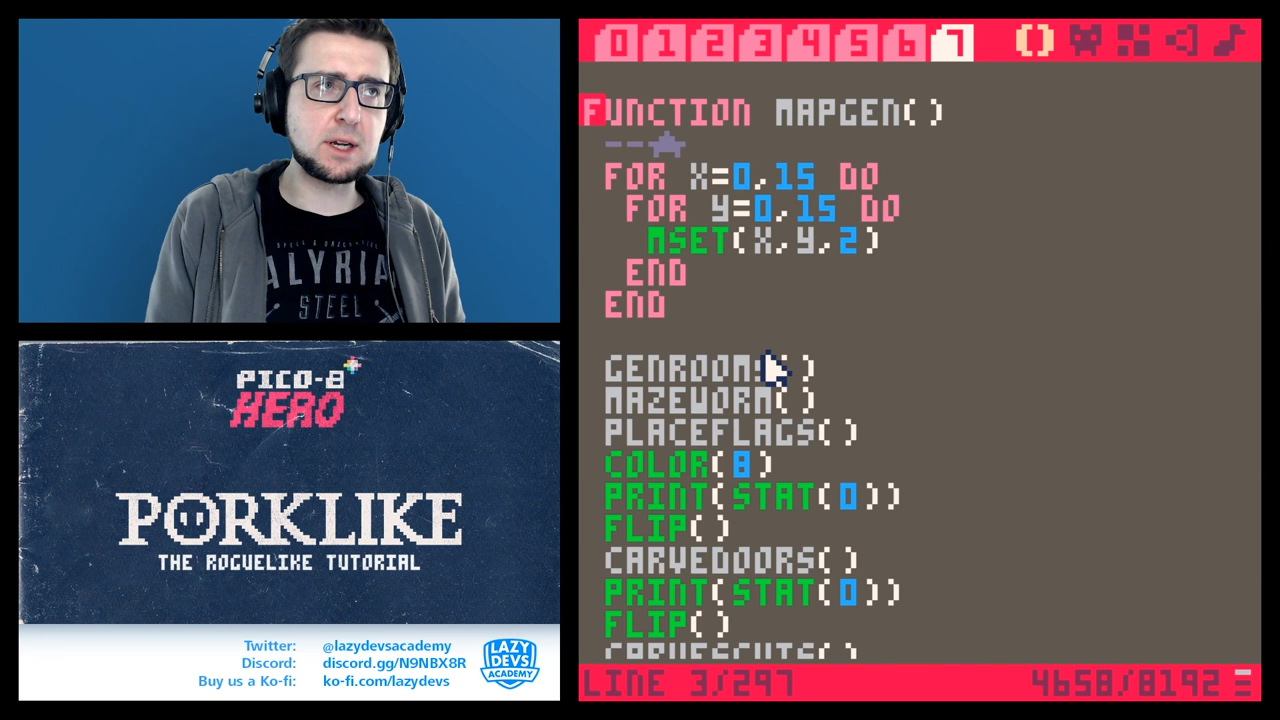 ALYRIA
STEEL
PICO-8
HERO
PORKLIKE
THE ROGUELIKE TUTORIAL
Twitter: @lazydevsacademy
Discord: discord.gg/N9NBX8R
Buy us a Ko-fi: ko-fi.com/lazydevs
LAZY
DEVS
ACADEMY
0 1 2 3 4 5 6 7 ()
FUNCTION MAPGEN()
--
FOR X=0,15 DO
FOR Y=0,15 DO
MSET(X,Y,2)
END
END
GENROOMS()
MAZEWORM()
PLACEFLAGS()
COLOR(8)
PRINT(STAT(0))
FLIP()
CARVEDOORS()
PRINT(STAT(0))
FLIP()
LINE 3/297 4658/8192